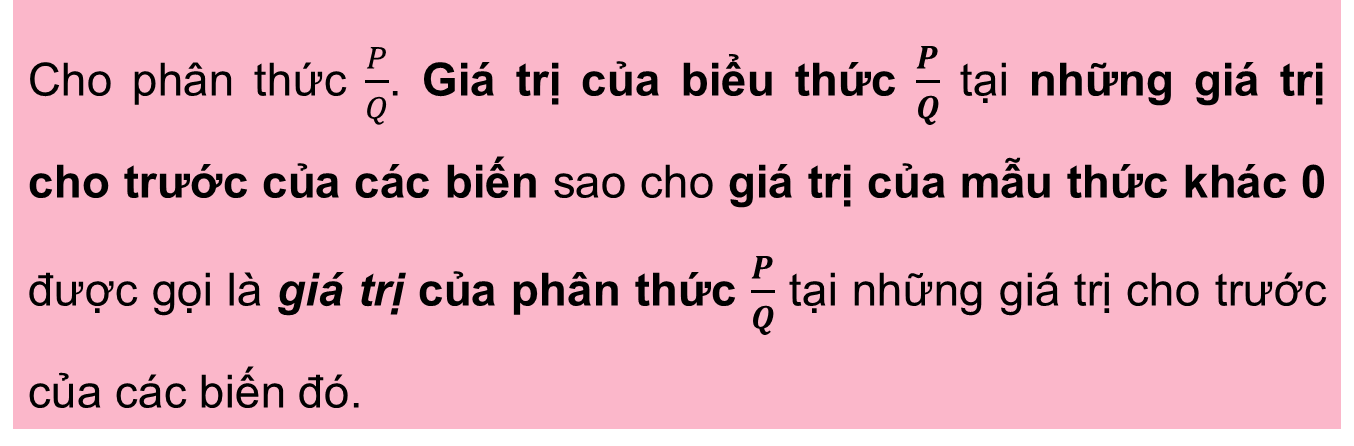 Cho phân thức P/Q. Giá trị của biểu thức P/Q tại những giá trị
cho trước của các biến sao cho giá trị của mẫu thức khác 0
được gọi là giá trị của phân thức P/Q tại những giá trị cho trước
của các biến đó.